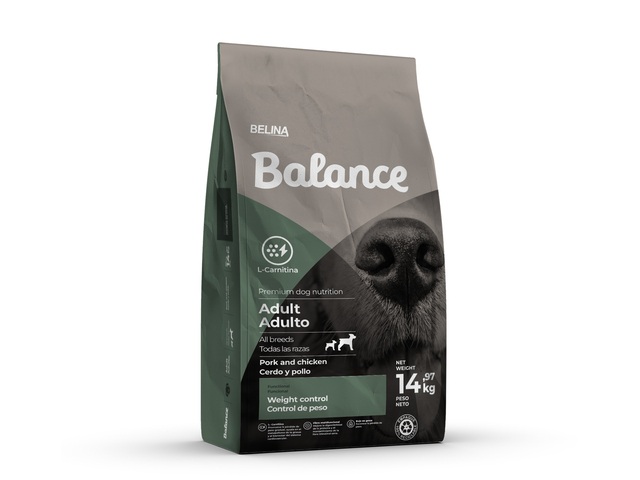 BELINA
Balance
L-Carnitina
Premium dog nutrition
Adult
Adulto
All breeds
Todas las razas
Pork and chicken
Cerdo y pollo
Weight control
Control de peso
NET
WEIGHT
14,97
kg
PESO
NETO
Balance